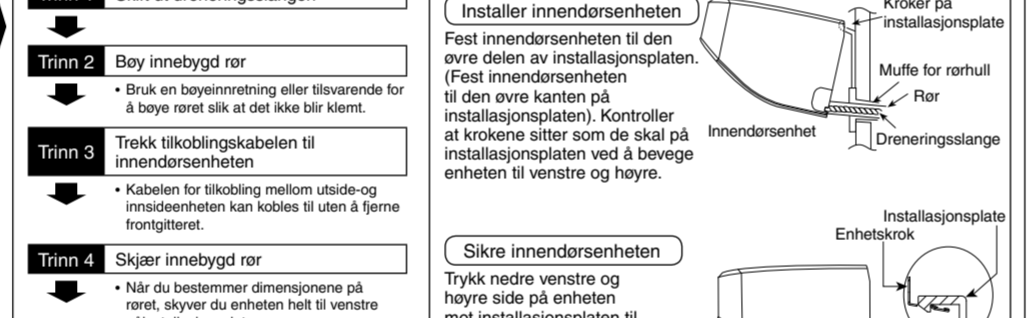 Trinn 2 Bøy innebygd rør
• Bruk en bøyeinnretning eller tilsvarende for
å bøye røret slik at det ikke blir klemt.
Trinn 3
Trekk tilkoblingskabelen til
innendørsenheten
• Kabelen for tilkobling mellom utside-og
innsideenheten kan kobles til uten å fjerne
frontgitteret.
Trinn 4 Skjær innebygd rør
• Når du bestemmer dimensjonene på
røret, skyver du enheten helt til venstre
Installer innendørsenheten
Fest innendørsenheten til den
øvre delen av installasjonsplaten.
(Fest innendørsenheten
til den øvre kanten på
installasjonsplaten). Kontroller
at krokene sitter som de skal på
installasjonsplaten ved å bevege
enheten til venstre og høyre.
Kroker på
installasjonsplate
Muffe for rørhull
Rør
Dreneringsslange
Innendørsenhet
Sikre innendørsenheten
Trykk nedre venstre og
høyre side på enheten
mot installasjonsplaten til
Installasjonsplate
Enhetskrok